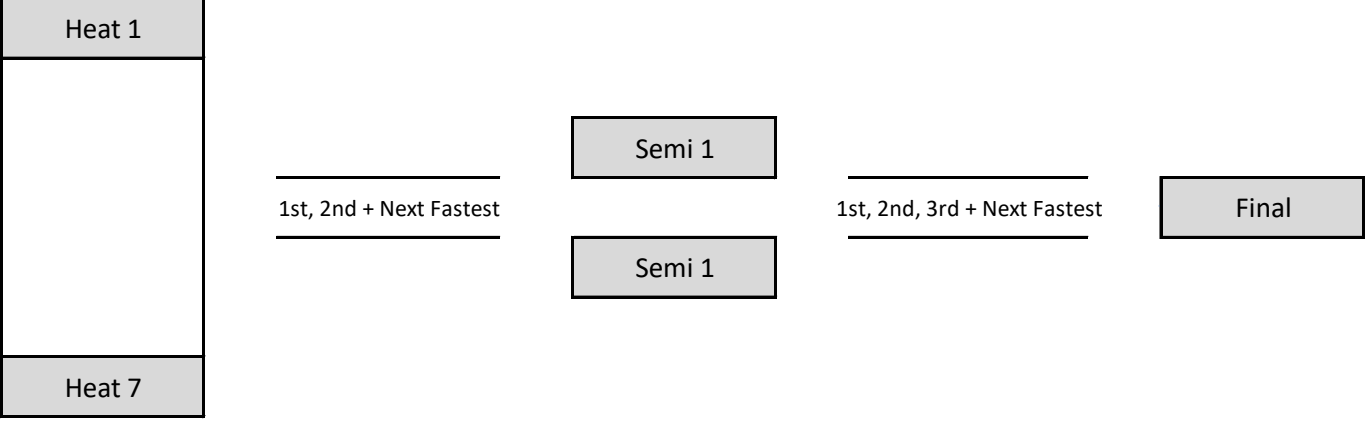 Heat 1
Semi 1
1st, 2nd + Next Fastest
1st, 2nd, 3rd + Next Fastest
Final
Semi 1
Heat 7